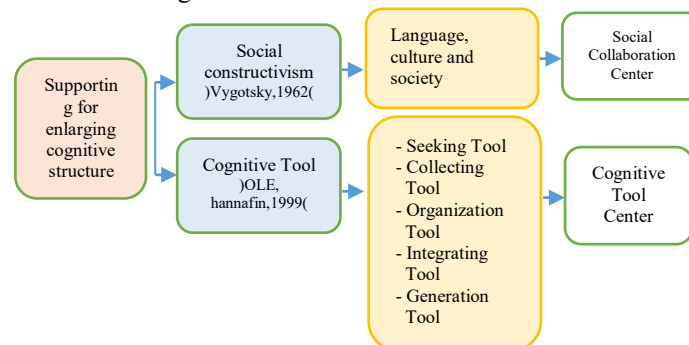 Supportin
g for
enlarging
cognitive
structure
Social
constructivism
)Vygotsky,1962(
Language,
culture and
society
Social
Collaboration
Center
Cognitive Tool
)OLE,
hannafin,1999(
- Seeking Tool
- Collecting
Tool
- Organization
Tool
- Integrating
Tool
- Generation
Tool
Cognitive
Tool
Center